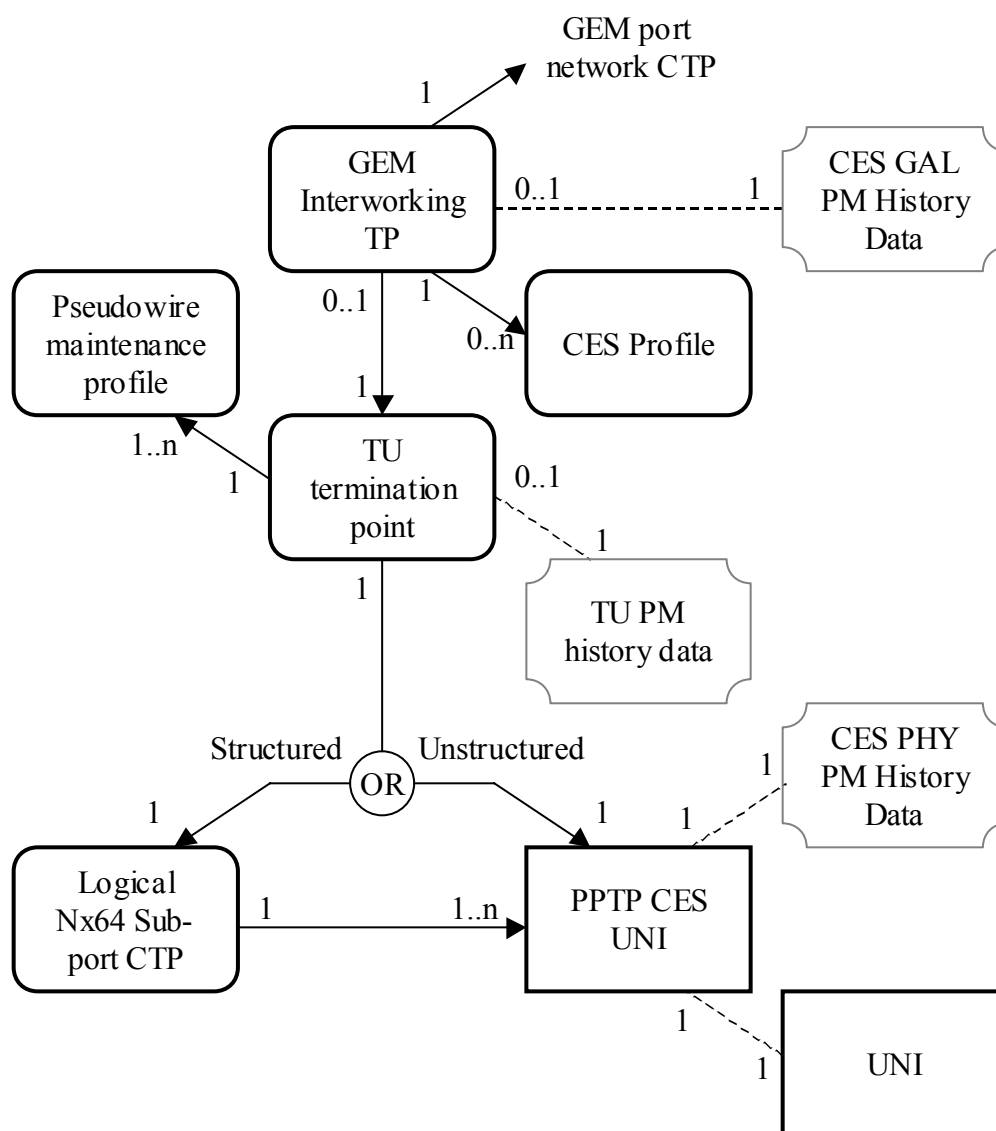 GEM port
network CTP
1
GEM
Interworking
TP
0..1
1
CES GAL
PM History
Data
Pseudowire
maintenance
profile
0..1
1
0..n
CES Profile
1
1..n
1
TU
termination
point
0..1
1
1
TU PM
history data
Structured
Unstructured
OR
CES PHY
PM History
Data
1
1
1
1
Logical
Nx64 Sub-
port CTP
1
1..n
PPTP CES
UNI
1
1
UNI